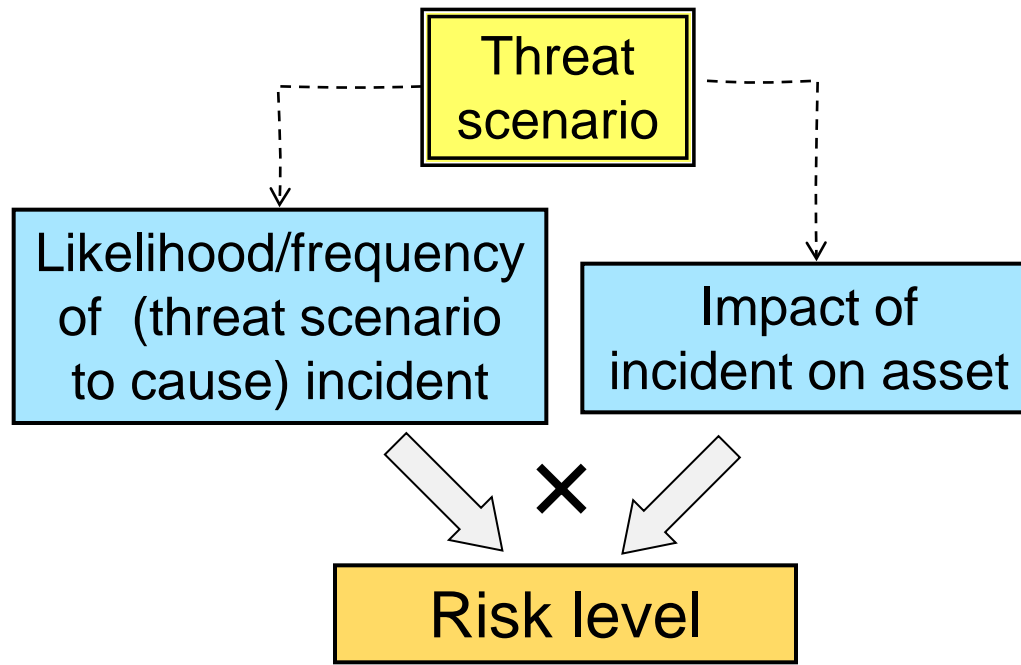 Threat
scenario
Likelihood/frequency
of (threat scenario
to cause) incident
Impact of
incident on asset
×
Risk level